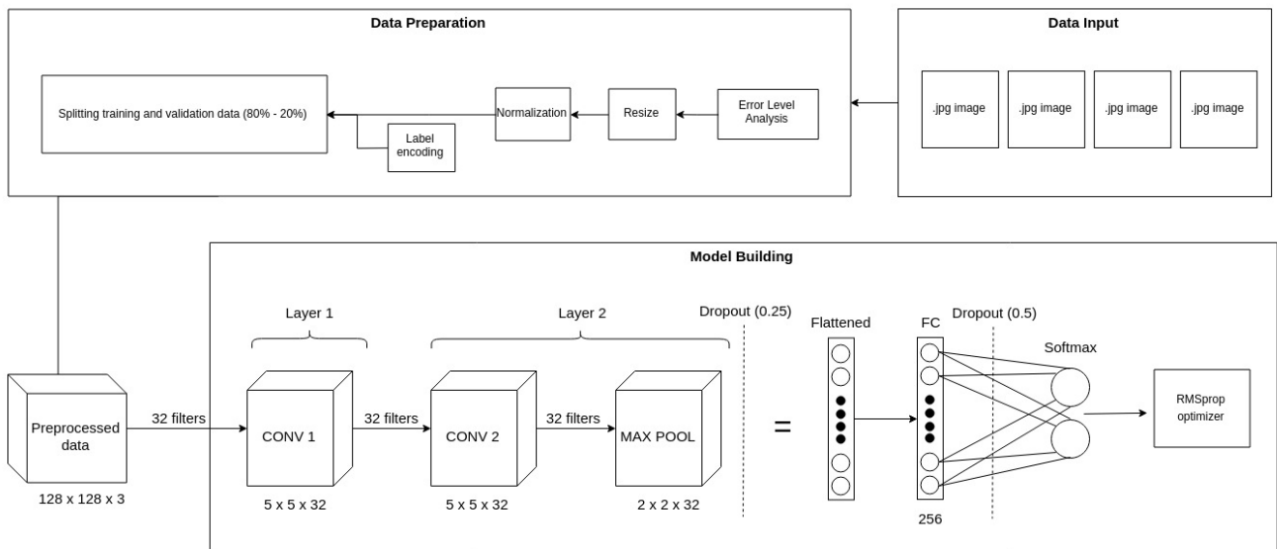 Data Preparation
Data Input
Splitting training and validation data (80% - 20%)
Normalization
Resize
Error Level
Analysis
Label
encoding
.jpg image
.jpg image
.jpg image
.jpg image
Model Building
Layer 1
Layer 2
Dropout (0.25)
Flattened
FC
Dropout (0.5)
Softmax
Preprocessed
data
32 filters
CONV 1
32 filters
CONV 2
32 filters
MAX POOL
=
RMSprop
optimizer
128 x 128 x 3
5 x 5 x 32
5 x 5 x 32
2 x 2 x 32
256